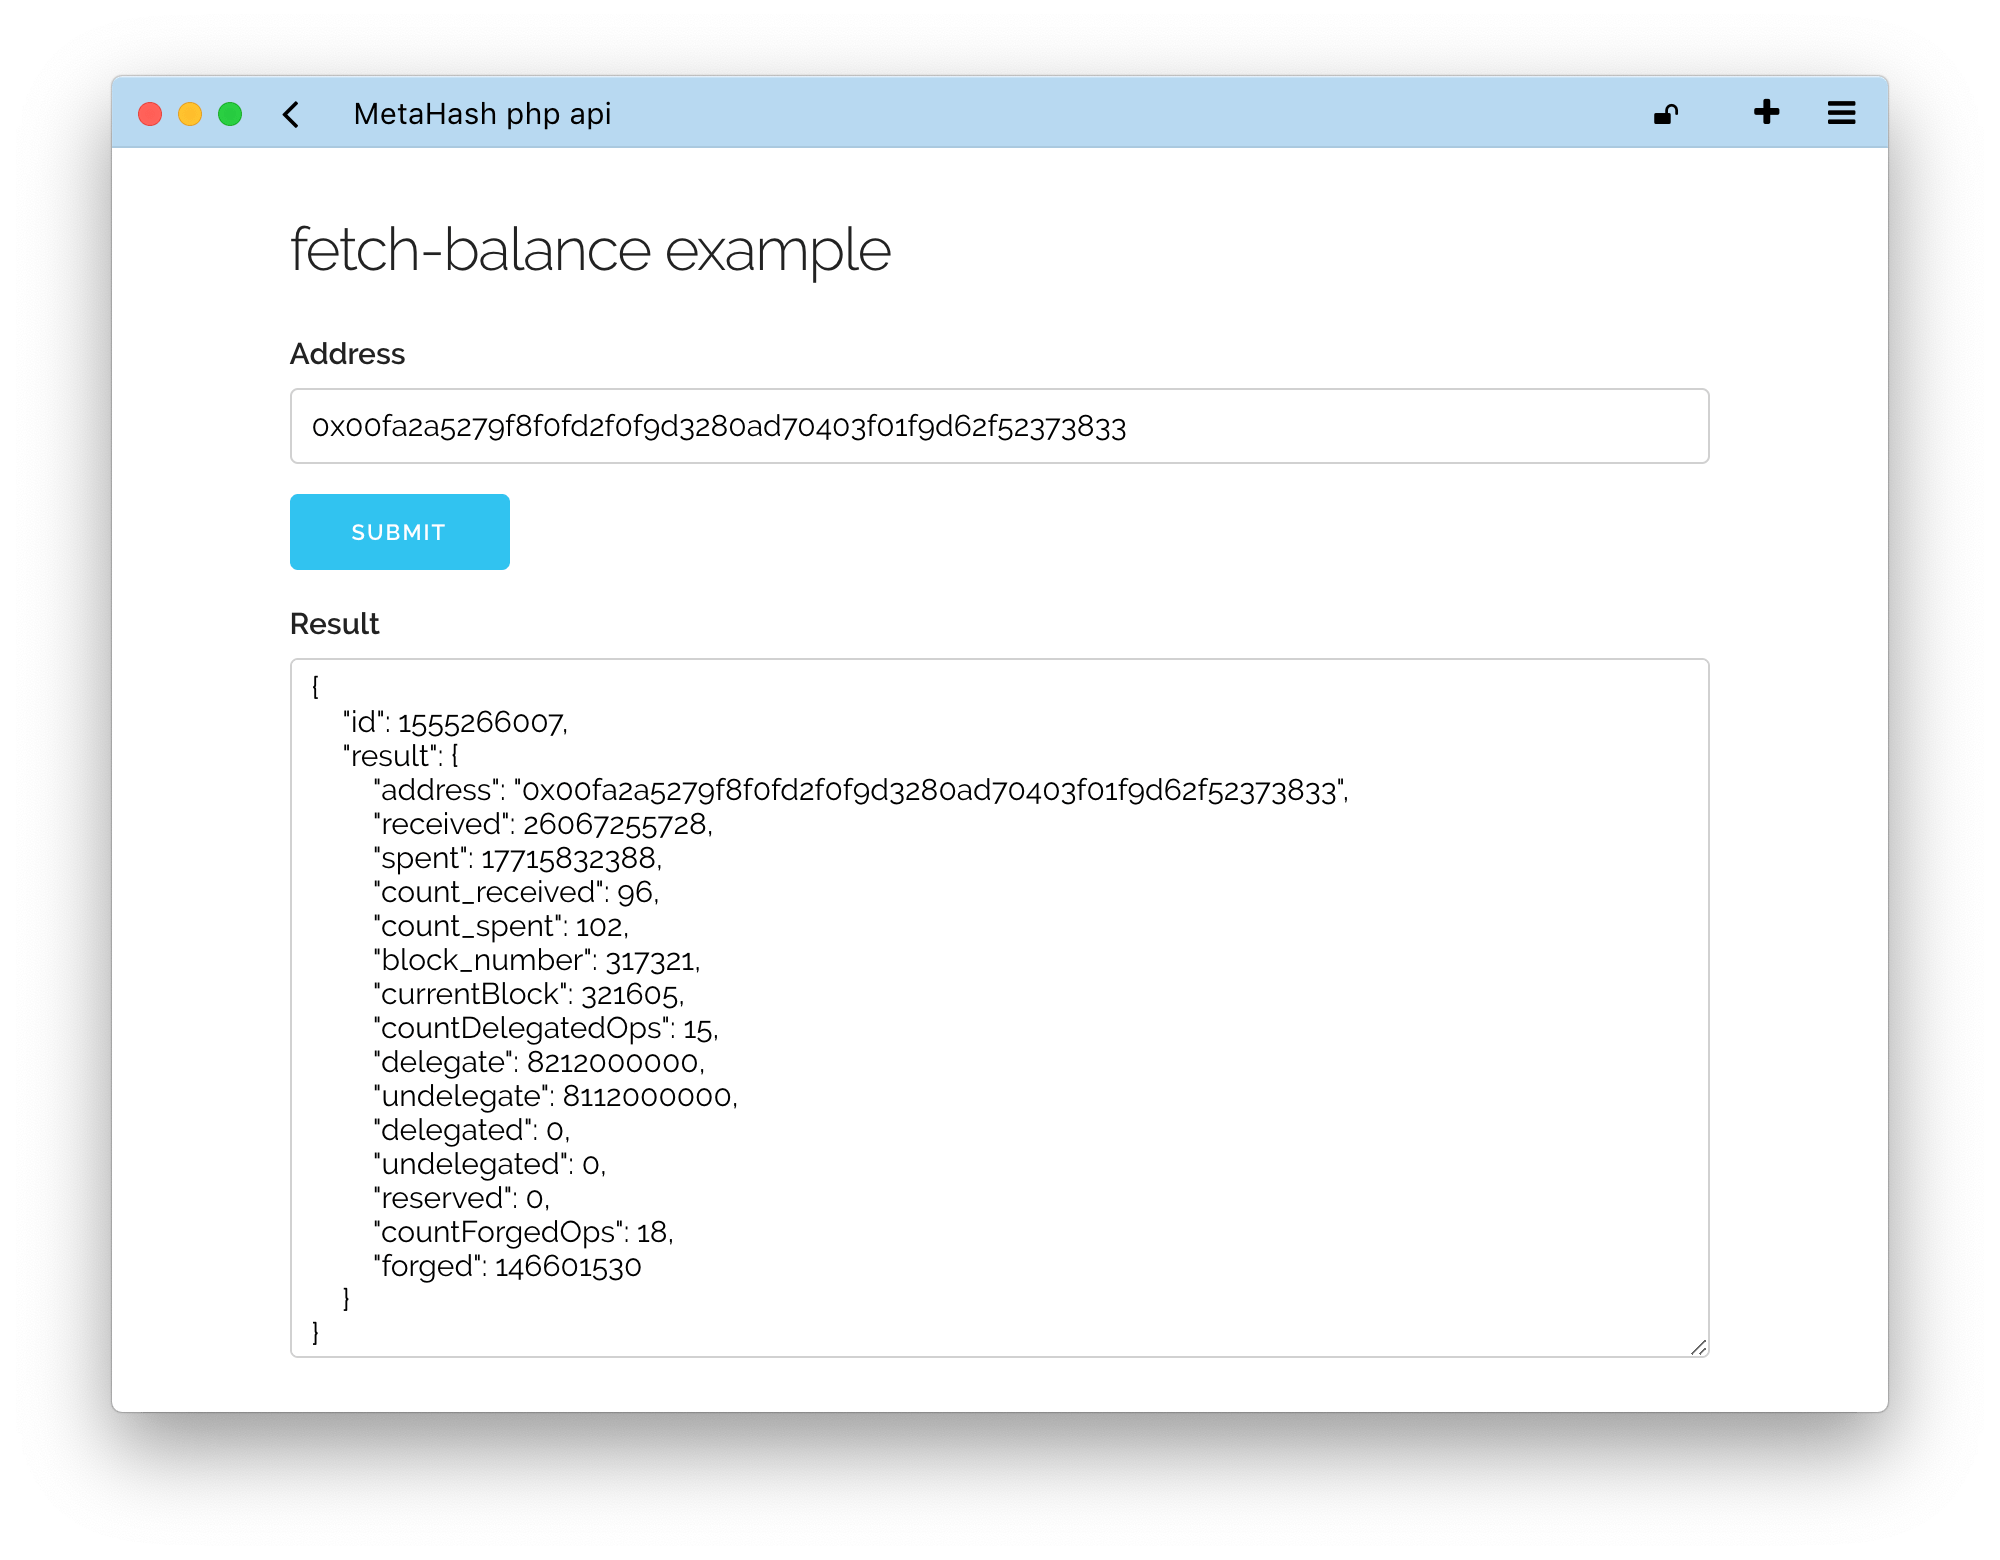 MetaHash php api
fetch-balance example
Address
0x00fa2a5279f8f0fd2f0f9d3280ad70403f01f9d62f52373833
SUBMIT
Result
{
"id": 1555266007,
"result": {
"address": "0x00fa2a5279f8f0fd2f0f9d3280ad70403f01f9d62f52373833",
"received": 26067255728,
"spent": 17715832388,
"count_received": 96,
"count_spent": 102,
"block_number": 317321,
"currentBlock": 321605,
"countDelegatedOps": 15,
"delegate": 8212000000,
"undelegate": 8112000000,
"delegated": 0,
"undelegated": 0,
"reserved": 0,
"countForgedOps": 18,
"forged": 146601530
}
}